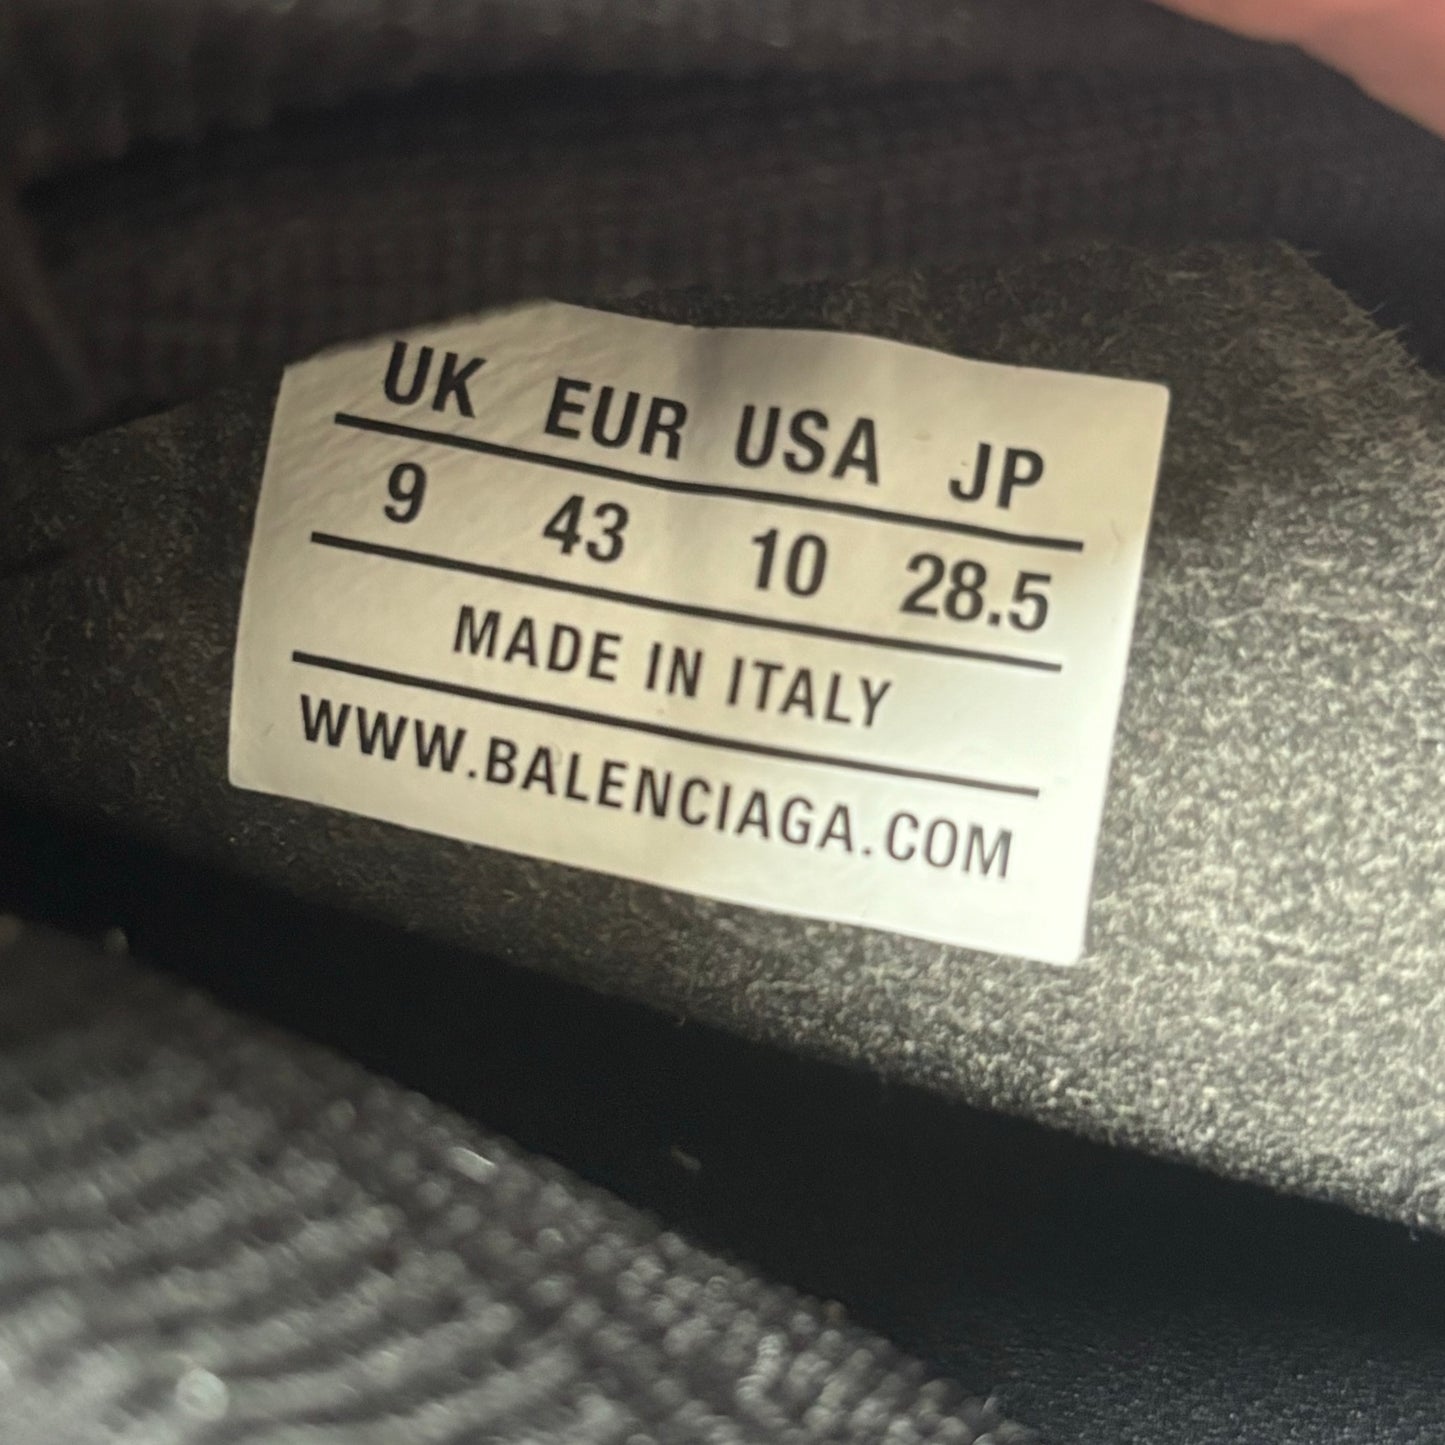 UK EUR USA JP
9 43 10 28.5
MADE IN ITALY
WWW.BALENCIAGA.COM